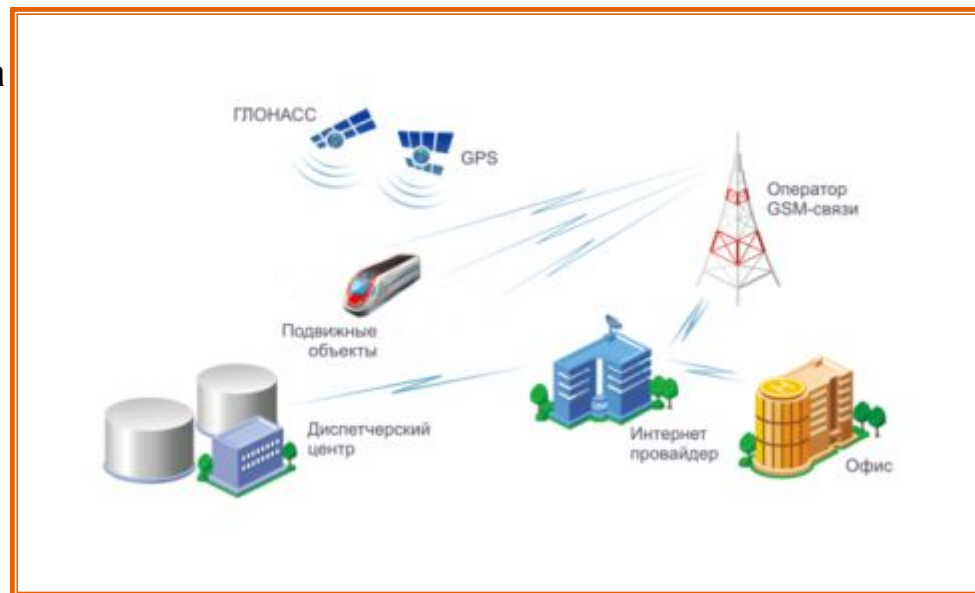 ГЛОНАСС
GPS
Оператор
GSM-связи
Подвижные
объекты
Диспетчерский
центр
Интернет
провайдер
Офис